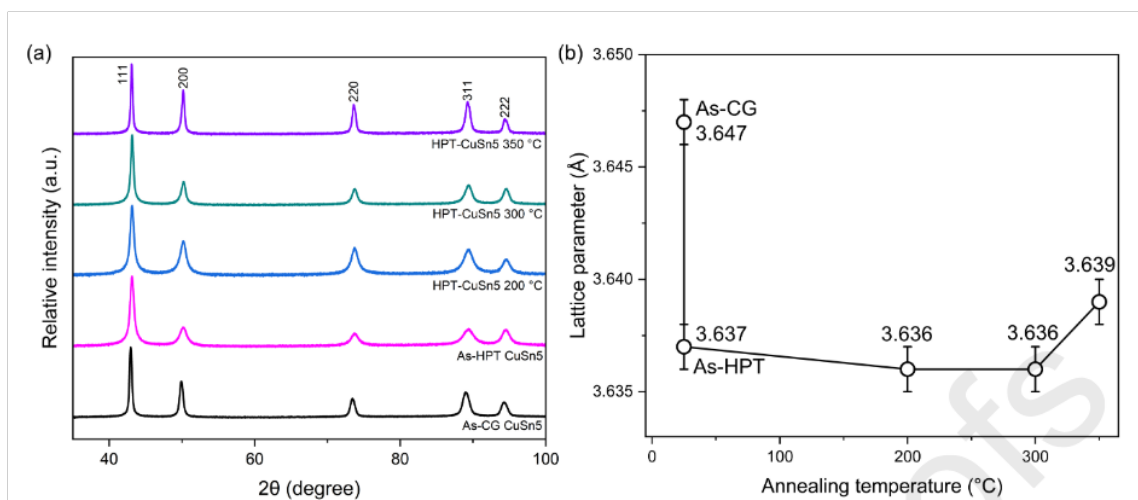 (a)
111
200
220
311
222
HPT-CuSn5 350 °C
HPT-CuSn5 300 °C
HPT-CuSn5 200 °C
As-HPT CuSn5
As-CG CuSn5
Relative intensity (a.u.)
40 60 80 100
2θ (degree)
(b)
3.650
3.645
3.640
3.635
Lattice parameter (Å)
As-CG
3.647
3.637
As-HPT
3.636
3.636
3.639
0 100 200 300
Annealing temperature (°C)
ofs